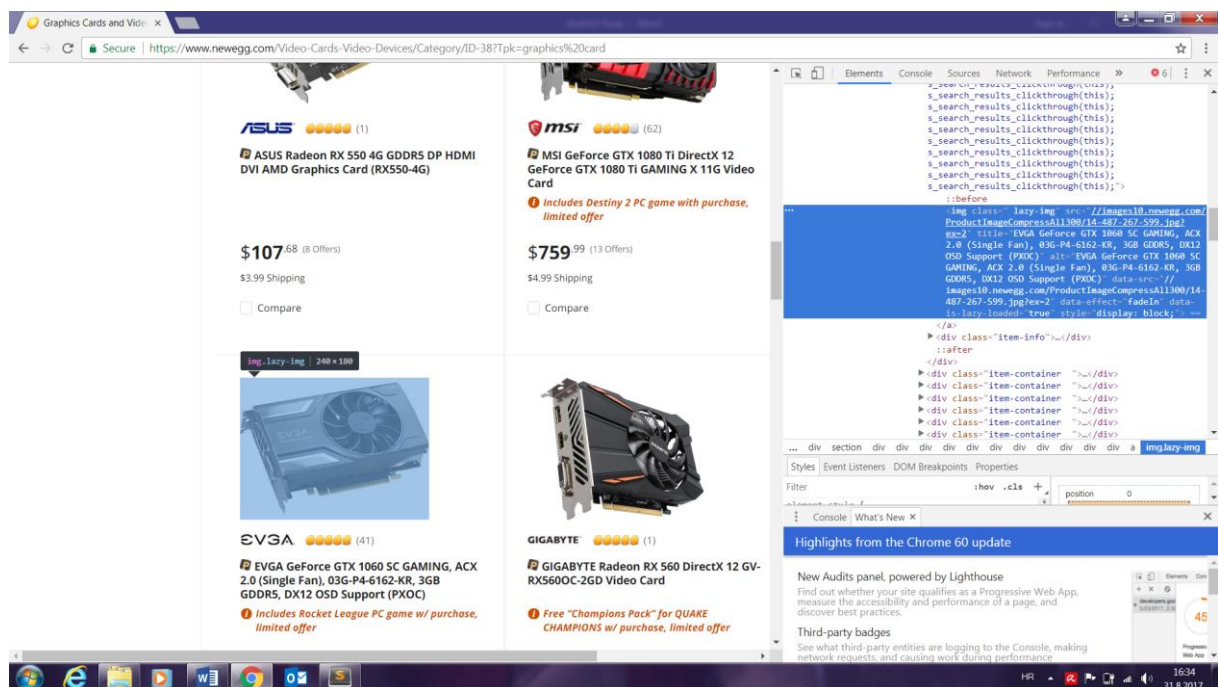 Graphics Cards and Vide
Secure | https://www.newegg.com/Video-Cards-Video-Devices/Category/ID-38?Tpk=graphics%20card
ASUS (1)
ASUS Radeon RX 550 4G GDDR5 DP HDMI
DVI AMD Graphics Card (RX550-4G)
$107.68 (8 Offers)
$3.99 Shipping
Compare
msi (62)
MSI GeForce GTX 1080 Ti DirectX 12
GeForce GTX 1080 Ti GAMING X 11G Video
Card
Includes Destiny 2 PC game with purchase,
limited offer
$759.99 (13 Offers)
$4.99 Shipping
Compare
img.lazy-img | 240×180
EVGA
EVGA (41)
EVGA GeForce GTX 1060 SC GAMING, ACX
2.0 (Single Fan), 03G-P4-6162-KR, 3GB
GDDR5, DX12 OSD Support (PXOC)
Includes Rocket League PC game w/ purchase,
limited offer
GIGABYTE (1)
GIGABYTE Radeon RX 560 DirectX 12 GV-
RX560OC-2GD Video Card
Free "Champions Pack" for QUAKE
CHAMPIONS w/ purchase, limited offer
Elements Console Sources Network Performance » 6
s_search_results_clickthrough(this);
s_search_results_clickthrough(this);
s_search_results_clickthrough(this);
s_search_results_clickthrough(this);
s_search_results_clickthrough(this);
s_search_results_clickthrough(this);
s_search_results_clickthrough(this);
s_search_results_clickthrough(this);
s_search_results_clickthrough(this);">
::before
<img class=" lazy-img" src="//images10.newegg.com/
ProductImageCompressAll300/14-487-267-S99.jpg?
ex=2" title="EVGA GeForce GTX 1060 SC GAMING, ACX
2.0 (Single Fan), 03G-P4-6162-KR, 3GB GDDR5, DX12
OSD Support (PXOC)" alt="EVGA GeForce GTX 1060 SC
GAMING, ACX 2.0 (Single Fan), 03G-P4-6162-KR, 3GB
GDDR5, DX12 OSD Support (PXOC)" data-src="//
images10.newegg.com/ProductImageCompressAll300/14-
487-267-S99.jpg?ex=2" data-effect="fadeIn" data-
is-lazy-loaded="true" style="display: block;"> ==
</a>
<div class="item-info">…</div>
::after
</div>
<div class="item-container ">…</div>
<div class="item-container ">…</div>
<div class="item-container ">…</div>
<div class="item-container ">…</div>
<div class="item-container ">…</div>
<div class="item-container ">…</div>
... div section div div div div div div div div div div a img.lazy-img
Styles Event Listeners DOM Breakpoints Properties
Filter :hov .cls +
element.style {
position 0
Console What's New ×
Highlights from the Chrome 60 update
New Audits panel, powered by Lighthouse
Find out whether your site qualifies as a Progressive Web App,
measure the accessibility and performance of a page, and
discover best practices.
Third-party badges
See what third-party entities are logging to the Console, making
network requests, and causing work during performance
Elements
45
Progressive
Web App
HR
16:34
31.8.2017